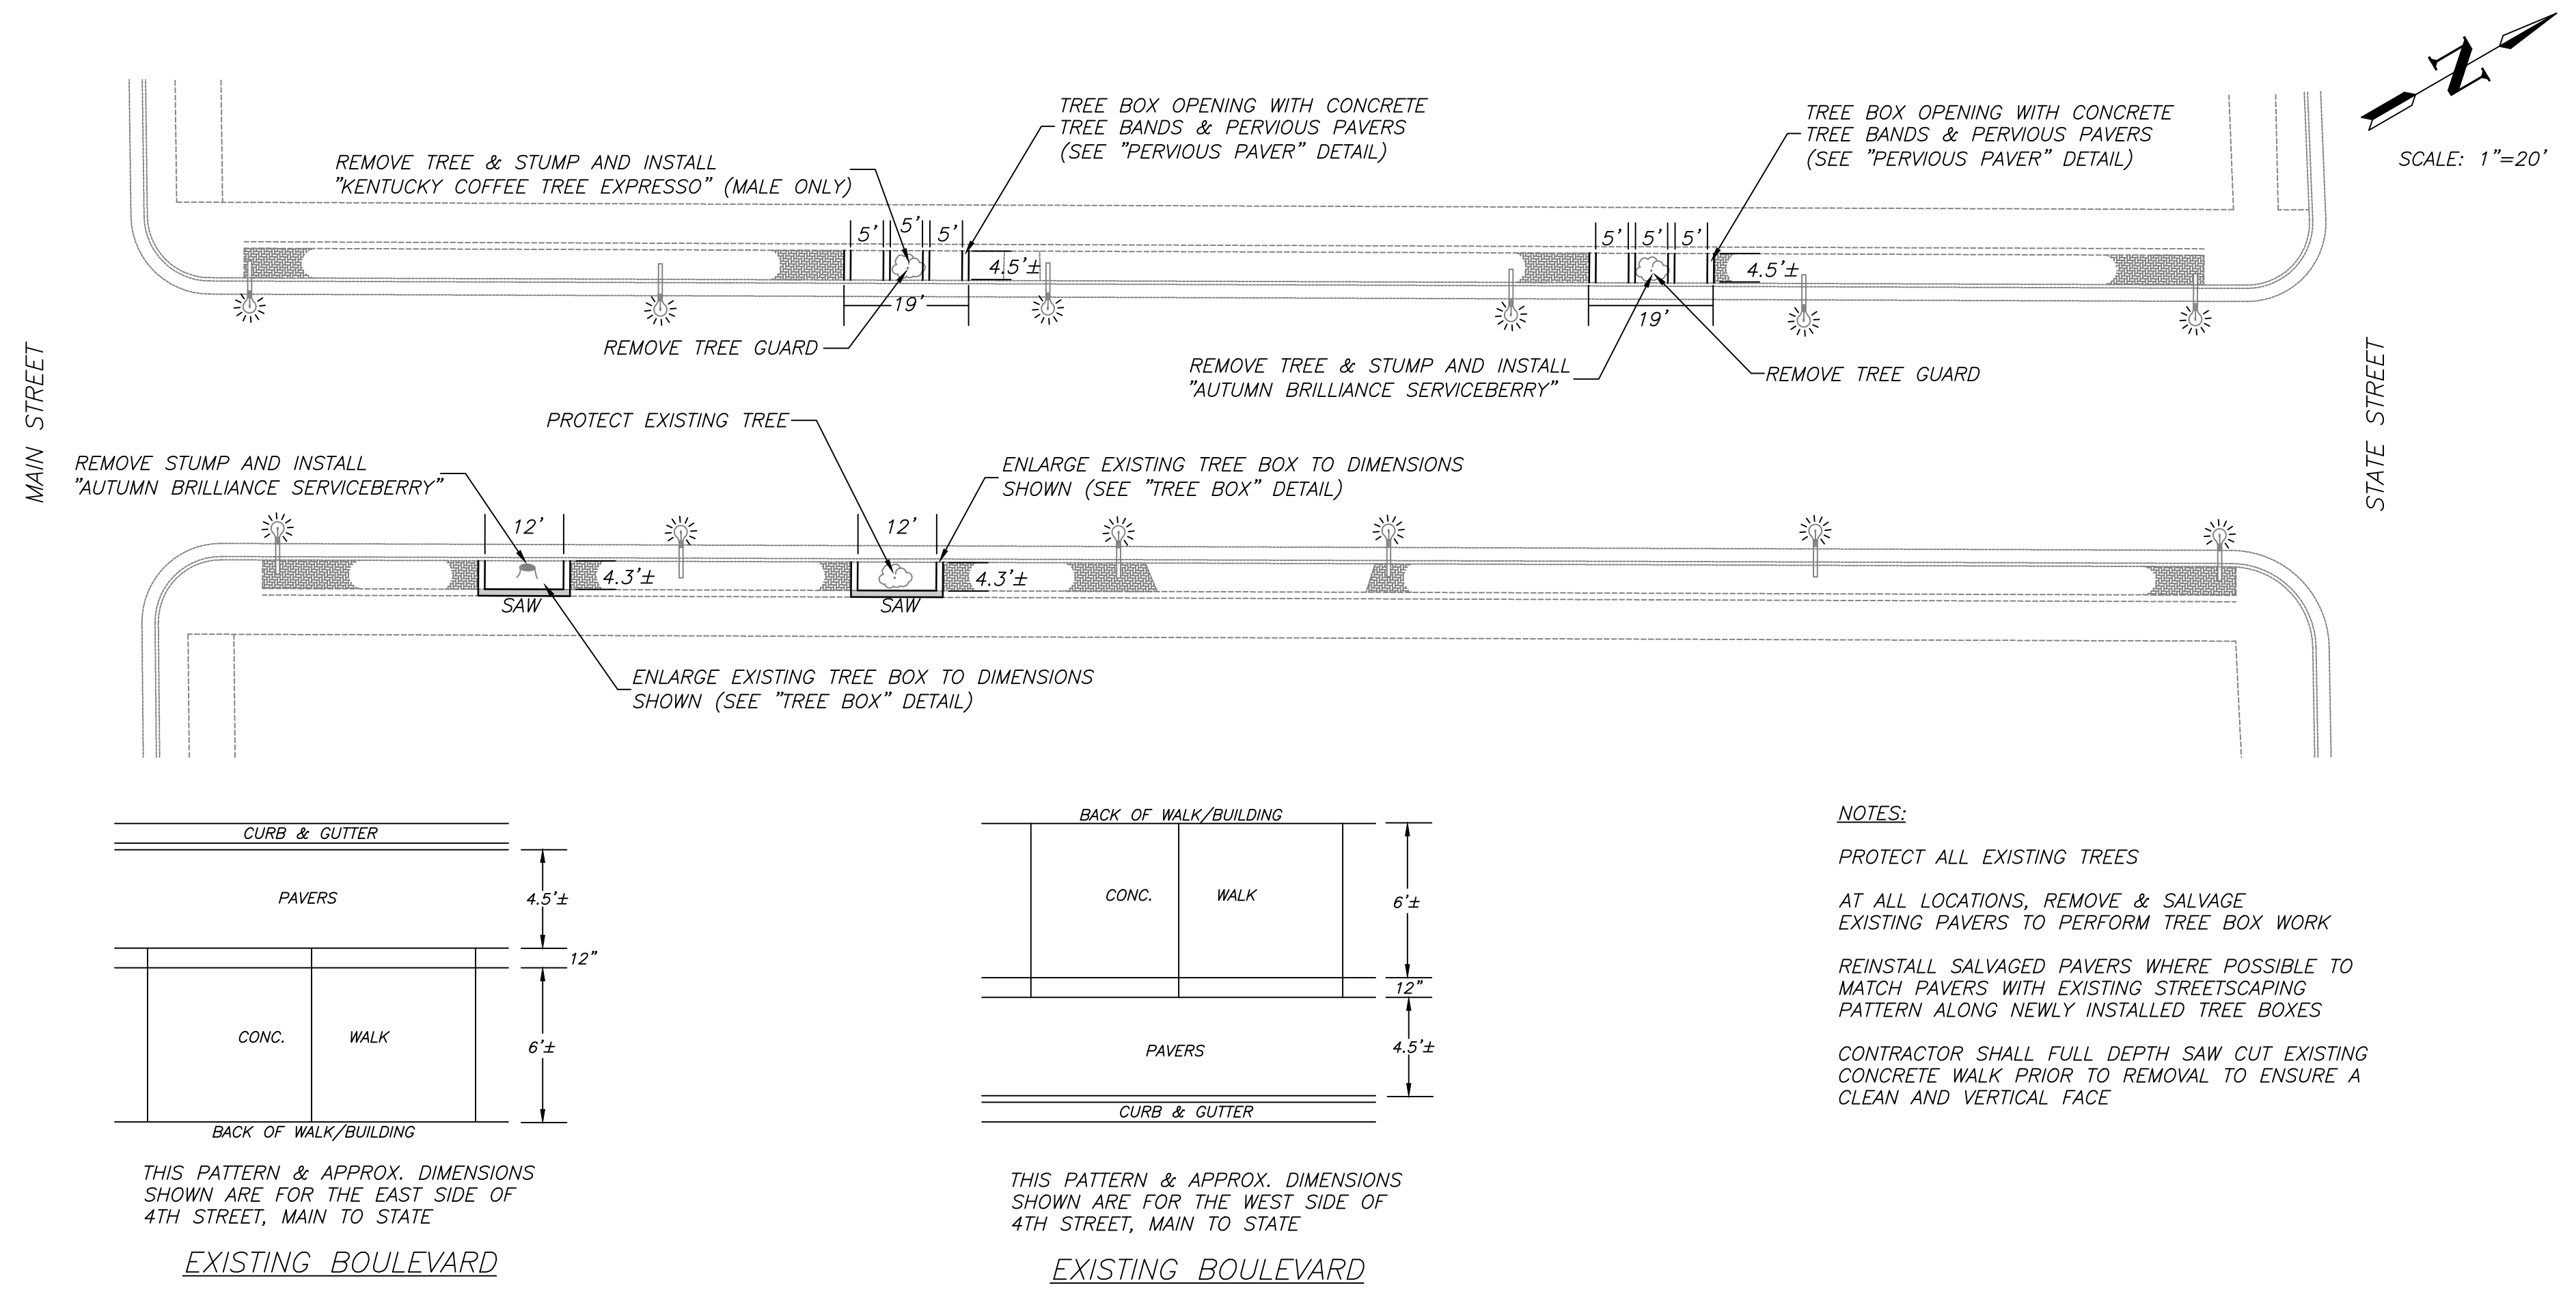 TREE BOX OPENING WITH CONCRETE
TREE BANDS & PERVIOUS PAVERS
(SEE "PERVIOUS PAVER" DETAIL)
TREE BOX OPENING WITH CONCRETE
TREE BANDS & PERVIOUS PAVERS
(SEE "PERVIOUS PAVER" DETAIL)
N
SCALE: 1"=20'
REMOVE TREE & STUMP AND INSTALL
"KENTUCKY COFFEE TREE EXPRESSO" (MALE ONLY)
5'
5'
5'
4.5'±
19'
5'
5'
5'
4.5'±
19'
REMOVE TREE GUARD
REMOVE TREE & STUMP AND INSTALL
"AUTUMN BRILLIANCE SERVICEBERRY"
REMOVE TREE GUARD
MAIN STREET
STATE STREET
PROTECT EXISTING TREE
REMOVE STUMP AND INSTALL
"AUTUMN BRILLIANCE SERVICEBERRY"
ENLARGE EXISTING TREE BOX TO DIMENSIONS
SHOWN (SEE "TREE BOX" DETAIL)
12'
4.3'±
SAW
12'
4.3'±
SAW
ENLARGE EXISTING TREE BOX TO DIMENSIONS
SHOWN (SEE "TREE BOX" DETAIL)
CURB & GUTTER
PAVERS
4.5'±
12"
CONC. WALK
6'±
BACK OF WALK/BUILDING
THIS PATTERN & APPROX. DIMENSIONS
SHOWN ARE FOR THE EAST SIDE OF
4TH STREET, MAIN TO STATE
EXISTING BOULEVARD
BACK OF WALK/BUILDING
CONC. WALK
6'±
12"
PAVERS
4.5'±
CURB & GUTTER
THIS PATTERN & APPROX. DIMENSIONS
SHOWN ARE FOR THE WEST SIDE OF
4TH STREET, MAIN TO STATE
EXISTING BOULEVARD
NOTES:
PROTECT ALL EXISTING TREES
AT ALL LOCATIONS, REMOVE & SALVAGE
EXISTING PAVERS TO PERFORM TREE BOX WORK
REINSTALL SALVAGED PAVERS WHERE POSSIBLE TO
MATCH PAVERS WITH EXISTING STREETSCAPING
PATTERN ALONG NEWLY INSTALLED TREE BOXES
CONTRACTOR SHALL FULL DEPTH SAW CUT EXISTING
CONCRETE WALK PRIOR TO REMOVAL TO ENSURE A
CLEAN AND VERTICAL FACE